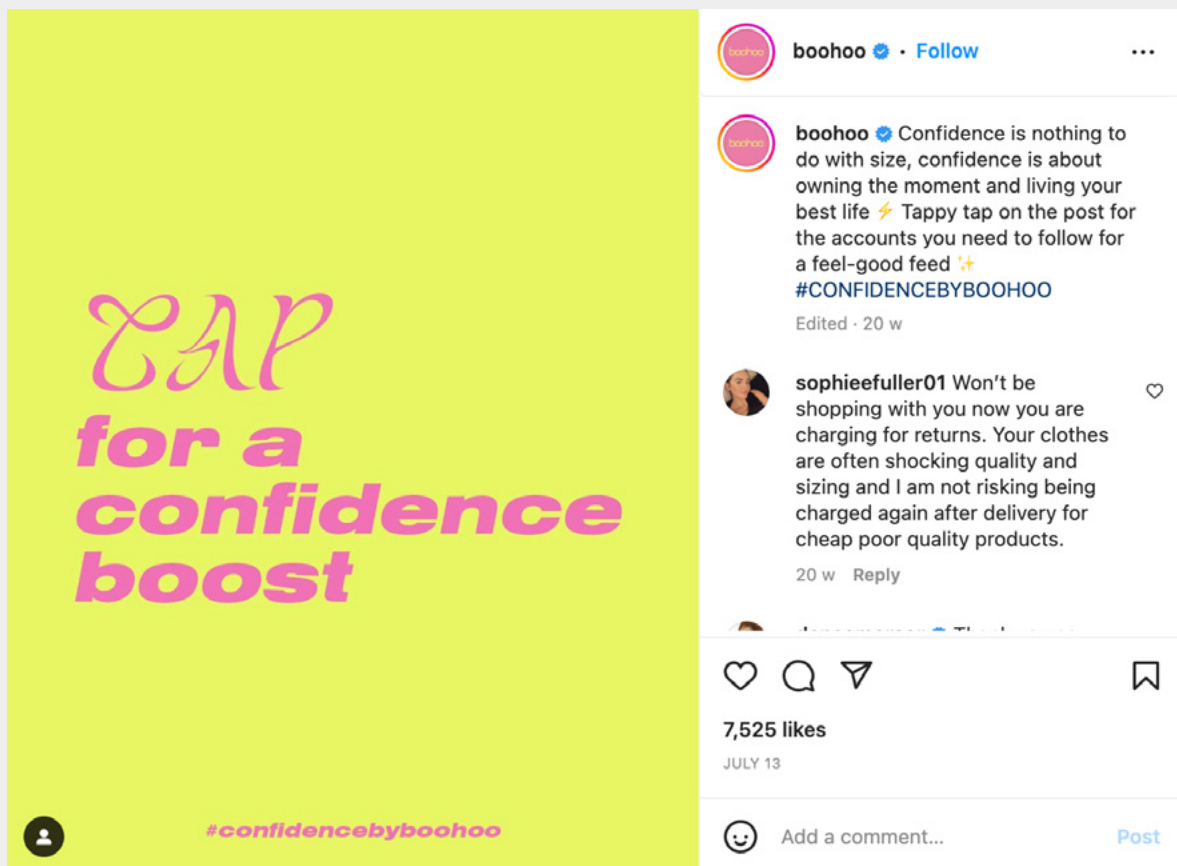 TAP
for a
confidence
boost
#confidencebyboohoo
boohoo
boohoo · Follow
boohoo
boohoo Confidence is nothing to
do with size, confidence is about
owning the moment and living your
best life ⚡ Tappy tap on the post for
the accounts you need to follow for
a feel-good feed ✨
#CONFIDENCEBYBOOHOO
Edited · 20 w
sophieefuller01 Won’t be
shopping with you now you are
charging for returns. Your clothes
are often shocking quality and
sizing and I am not risking being
charged again after delivery for
cheap poor quality products.
20 w Reply
7,525 likes
JULY 13
Add a comment... Post